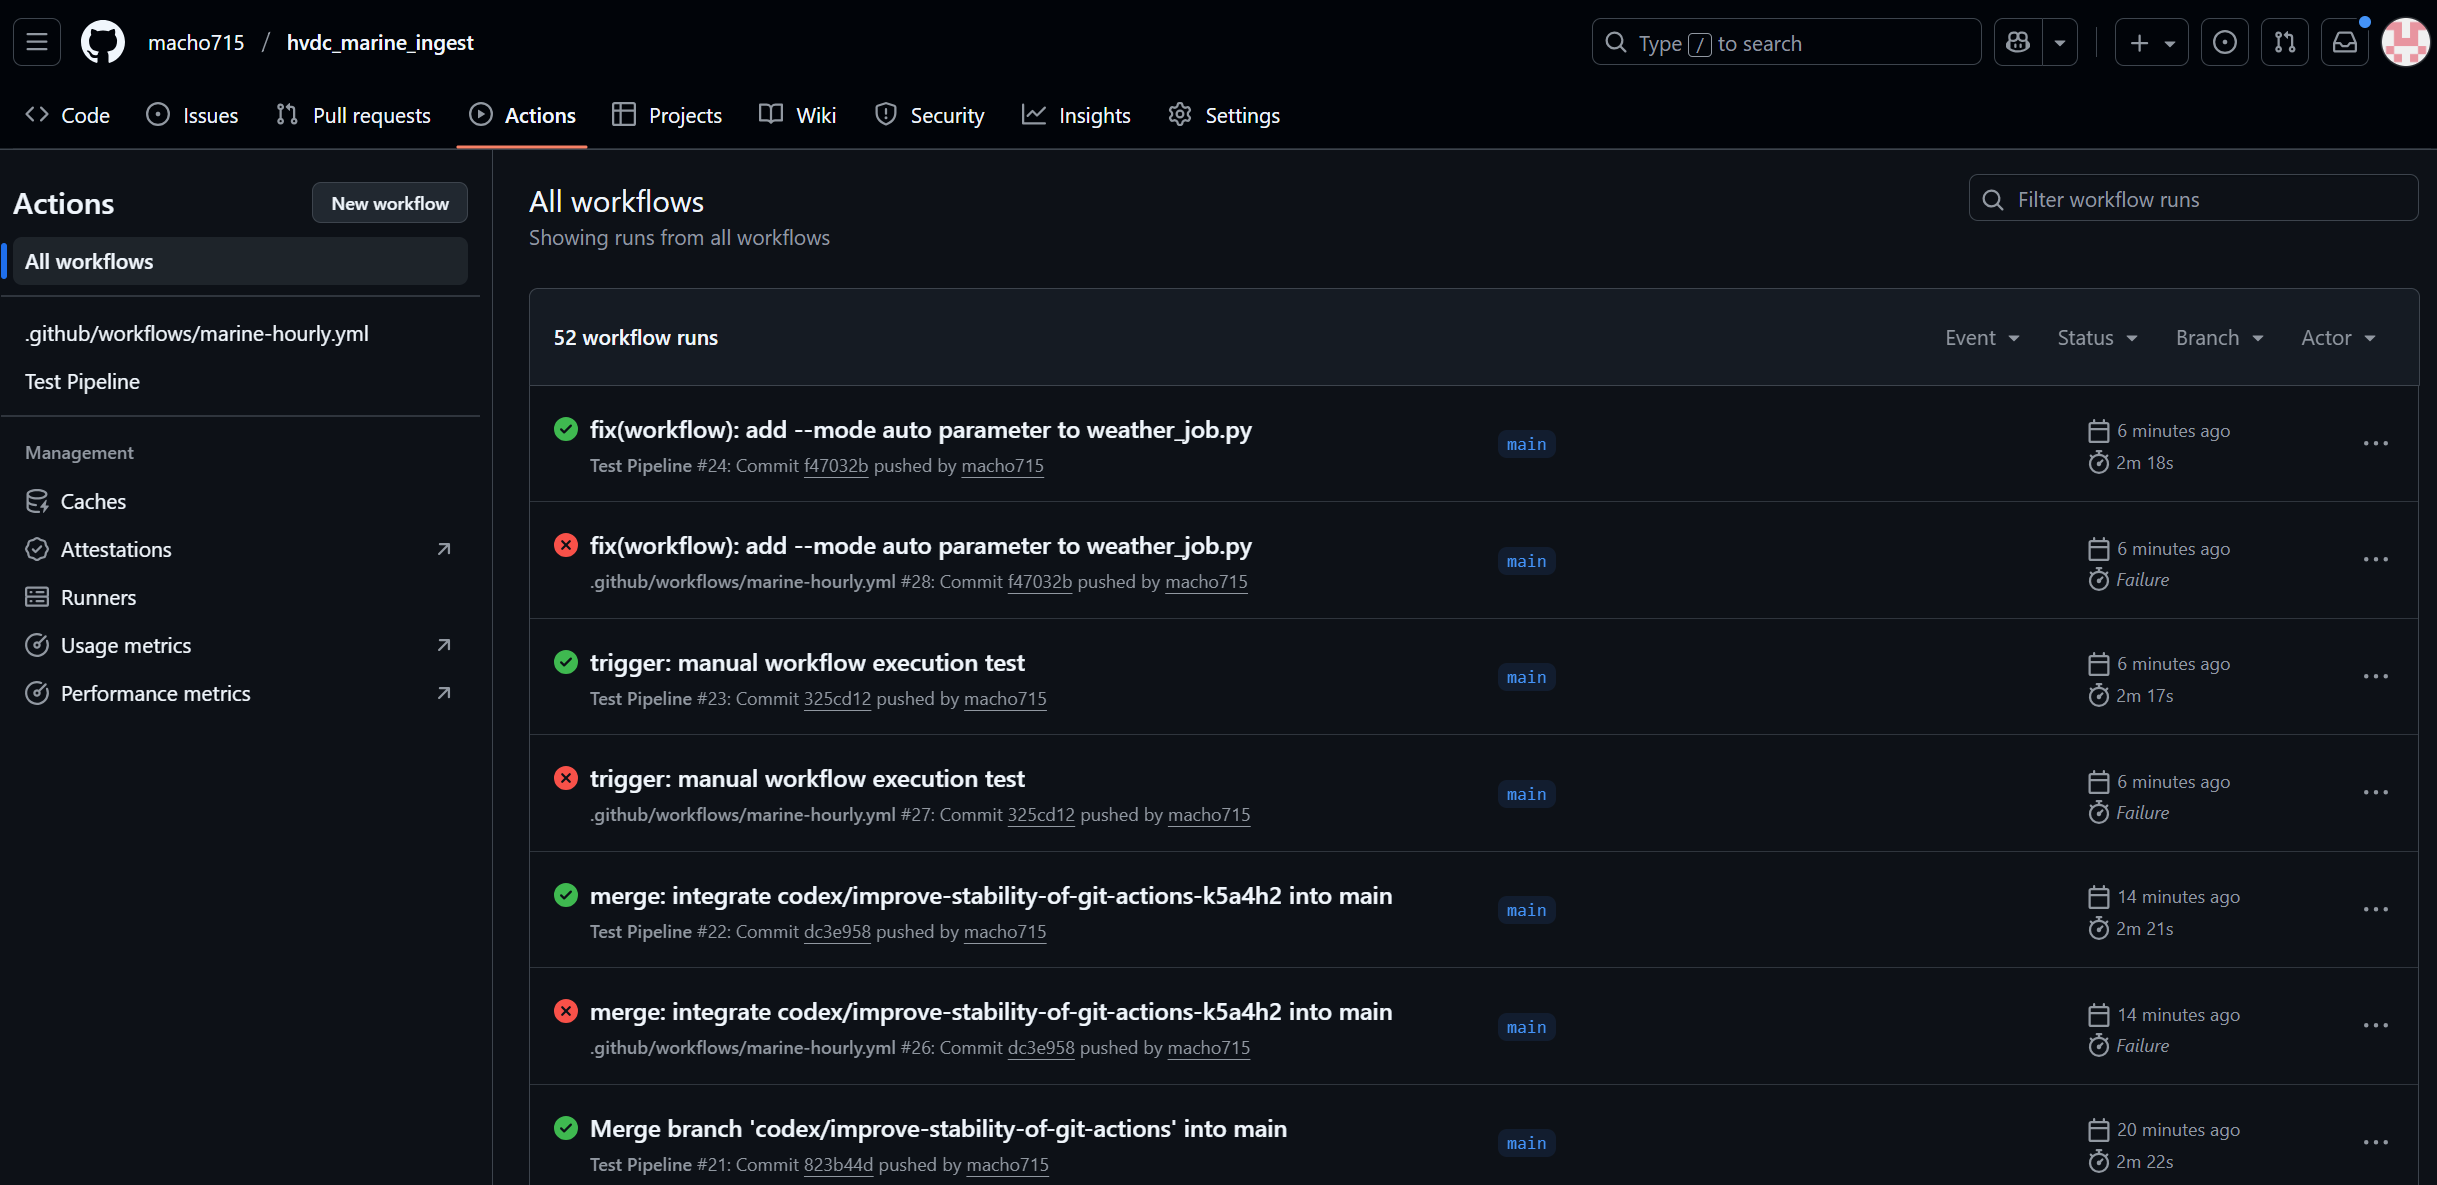 macho715 / hvdc_marine_ingest
Type / to search
Code Issues Pull requests Actions Projects Wiki Security Insights Settings
Actions
New workflow
All workflows
.github/workflows/marine-hourly.yml
Test Pipeline
Management
Caches
Attestations
Runners
Usage metrics
Performance metrics
All workflows
Showing runs from all workflows
Filter workflow runs
52 workflow runs
Event Status Branch Actor
fix(workflow): add --mode auto parameter to weather_job.py
Test Pipeline #24: Commit f47032b pushed by macho715
main
6 minutes ago
2m 18s
fix(workflow): add --mode auto parameter to weather_job.py
.github/workflows/marine-hourly.yml #28: Commit f47032b pushed by macho715
main
6 minutes ago
Failure
trigger: manual workflow execution test
Test Pipeline #23: Commit 325cd12 pushed by macho715
main
6 minutes ago
2m 17s
trigger: manual workflow execution test
.github/workflows/marine-hourly.yml #27: Commit 325cd12 pushed by macho715
main
6 minutes ago
Failure
merge: integrate codex/improve-stability-of-git-actions-k5a4h2 into main
Test Pipeline #22: Commit dc3e958 pushed by macho715
main
14 minutes ago
2m 21s
merge: integrate codex/improve-stability-of-git-actions-k5a4h2 into main
.github/workflows/marine-hourly.yml #26: Commit dc3e958 pushed by macho715
main
14 minutes ago
Failure
Merge branch 'codex/improve-stability-of-git-actions' into main
Test Pipeline #21: Commit 823b44d pushed by macho715
main
20 minutes ago
2m 22s